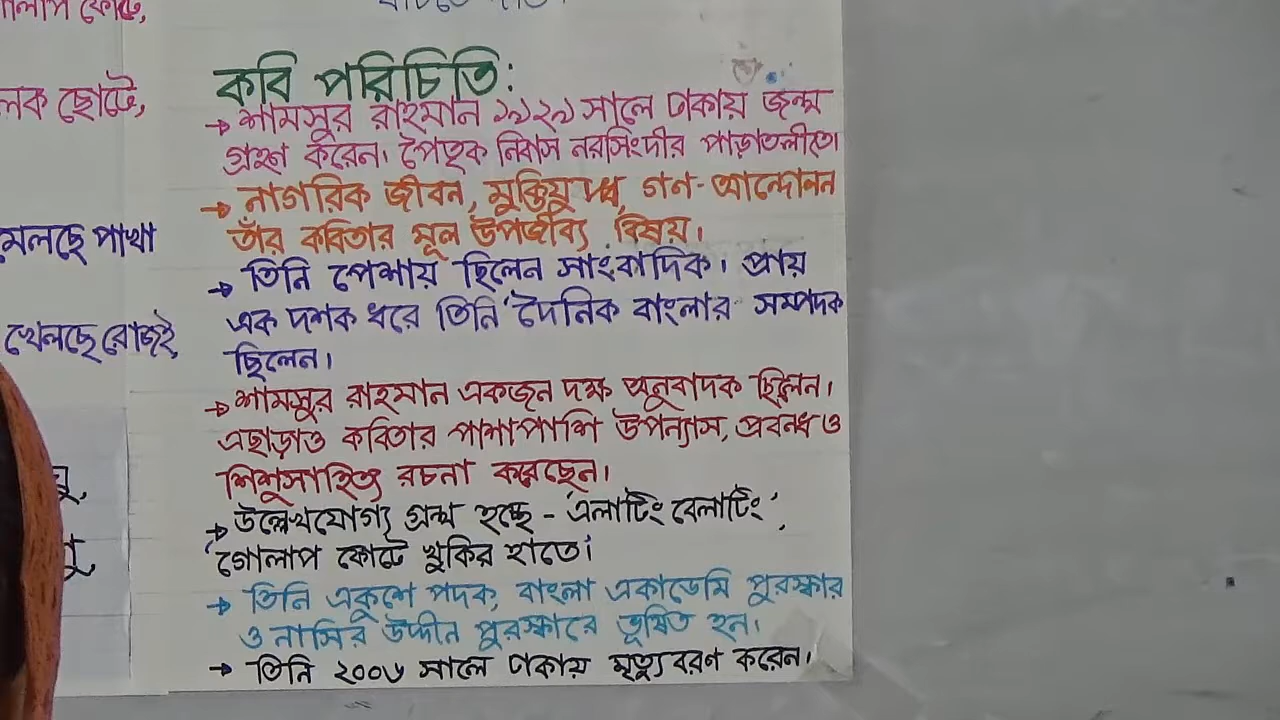 কবি পরিচিতি:
→ শামসুর রাহমান ১৯২৯ সালে ঢাকায় জন্ম
গ্রহণ করেন। পৈতৃক নিবাস নরসিংদীর পাড়াতলীতে।
→ নাগরিক জীবন, মুক্তিযুদ্ধ, গণ-আন্দোলন
তাঁর কবিতার মূল উপজীব্য বিষয়।
→ তিনি পেশায় ছিলেন সাংবাদিক। প্রায়
এক দশক ধরে তিনি 'দৈনিক বাংলার' সম্পাদক
ছিলেন।
→ শামসুর রাহমান একজন দক্ষ অনুবাদক ছিলেন।
এছাড়াও কবিতার পাশাপাশি উপন্যাস, প্রবন্ধ ও
শিশুসাহিত্য রচনা করেছেন।
→ উল্লেখযোগ্য গ্রন্থ হচ্ছে - 'এলাটিং বেলাটিং',
'গোলাপ ফোটে খুকির হাতে'।
→ তিনি একুশে পদক, বাংলা একাডেমি পুরস্কার
ও নাসির উদ্দীন পুরস্কারে ভূষিত হন।
→ তিনি ২০০৬ সালে ঢাকায় মৃত্যুবরণ করেন।
ফোটে,
ছোটে,
মেলছে পাখা
খেলছে রোজই,